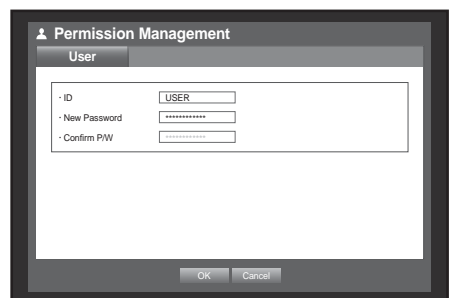 Permission Management
User
· ID USER
· New Password ************
· Confirm P/W ************
OK Cancel